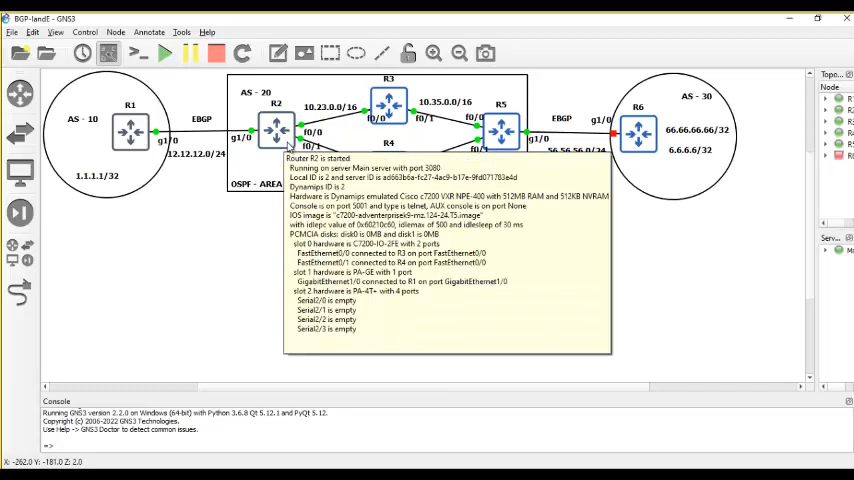 BGP-IandE - GNS3
File Edit View Control Node Annotate Tools Help
Topo...
Node
R
R
R
R
R
R6
AS - 10
R1
g1/0
1.1.1.1/32
EBGP
12.12.12.0/24
AS - 20
R2
g1/0
f0/0
f0/1
OSPF - AREA
10.23.0.0/16
R3
f0/0
f0/1
10.35.0.0/16
R4
R5
f0/0
f0/1
g1/0
EBGP
56.56.56.0/24
g1/0
R6
AS - 30
66.66.66.66/32
6.6.6.6/32
Router R2 is started
Running on server Main server with port 3080
Local ID is 2 and server ID is ad663b6a-fc27-4ac9-b17e-9fd071783e4d
Dynamips ID is 2
Hardware is Dynamips emulated Cisco c7200 VXR NPE-400 with 512MB RAM and 512KB NVRAM
Console is on port 5001 and type is telnet, AUX console is on port None
IOS image is "c7200-adventerprisek9-mz.124-24.T5.image"
with idlepc value of 0x60210c60, idlemax of 500 and idlesleep of 30 ms
PCMCIA disks: disk0 is 0MB and disk1 is 0MB
slot 0 hardware is C7200-IO-2FE with 2 ports
FastEthernet0/0 connected to R3 on port FastEthernet0/0
FastEthernet0/1 connected to R4 on port FastEthernet0/0
slot 1 hardware is PA-GE with 1 port
GigabitEthernet1/0 connected to R1 on port GigabitEthernet1/0
slot 2 hardware is PA-4T+ with 4 ports
Serial2/0 is empty
Serial2/1 is empty
Serial2/2 is empty
Serial2/3 is empty
Serv...
Ma
Console
Running GNS3 version 2.2.0 on Windows (64-bit) with Python 3.6.8 Qt 5.12.1 and PyQt 5.12.
Copyright (c) 2006-2022 GNS3 Technologies.
Use Help -> GNS3 Doctor to detect common issues.
=>
X: -262.0 Y: -181.0 Z: 2.0